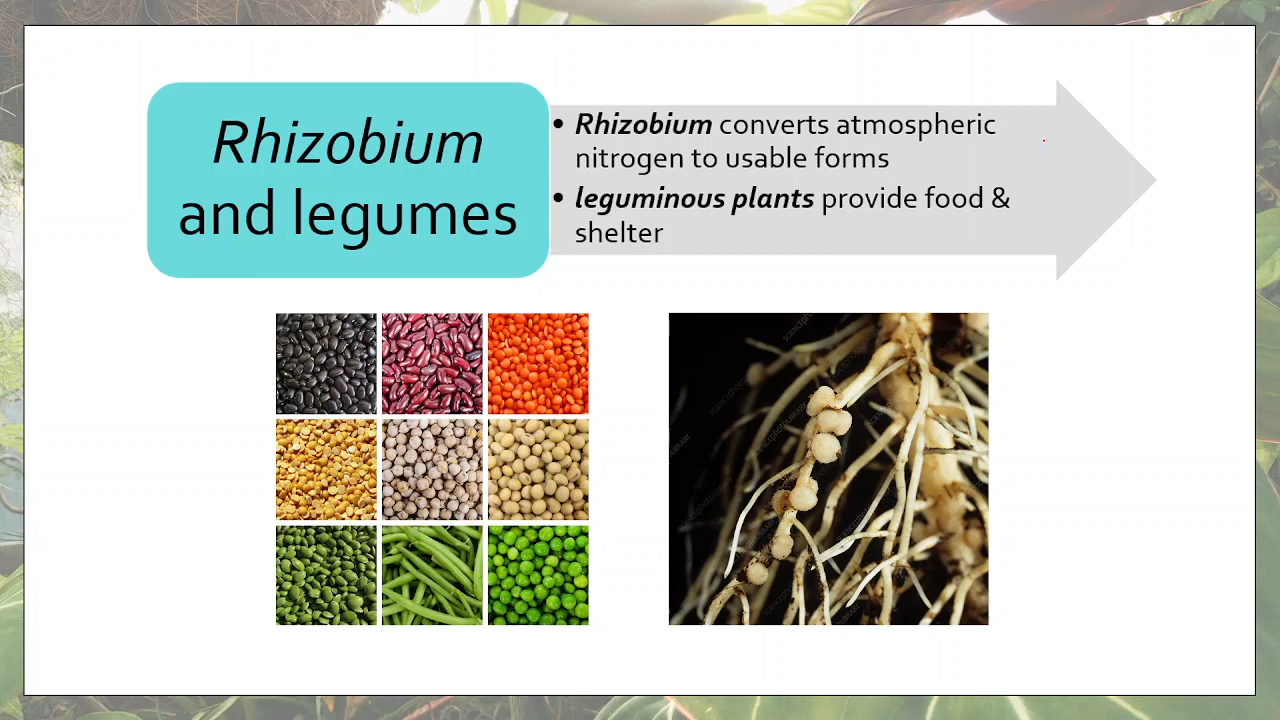 Rhizobium
and legumes
• Rhizobium converts atmospheric
nitrogen to usable forms
• leguminous plants provide food &
shelter